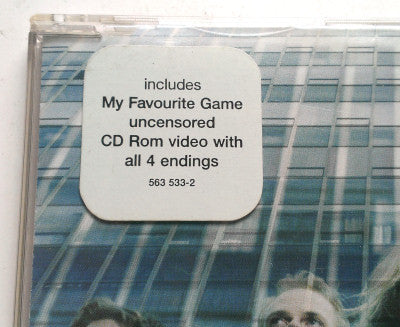 includes
My Favourite Game
uncensored
CD Rom video with
all 4 endings
563 533-2